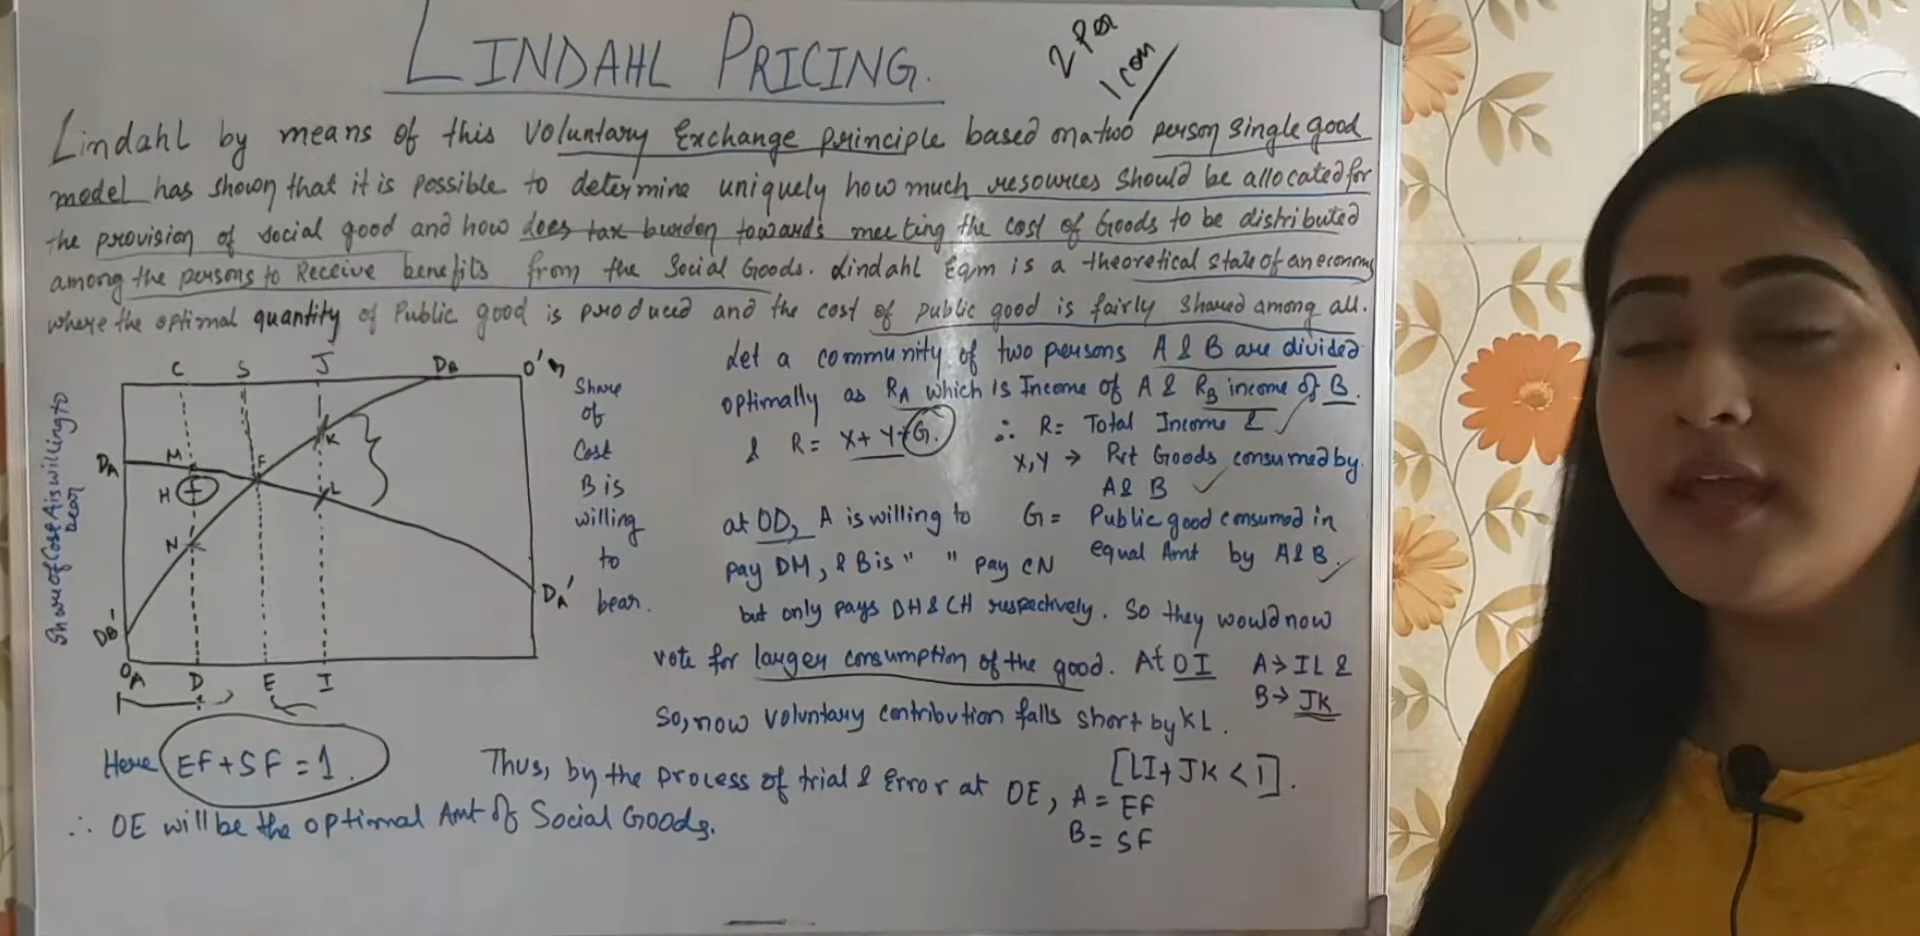 LINDAHL PRICING.
2 Per
1 Com
Lindahl by means of this Voluntary Exchange principle based on a two person single good
model has shown that it is possible to determine uniquely how much resources should be allocated for
the provision of social good and how does tax burden towards meeting the cost of Goods to be distributed
among the persons to Receive benefits from the Social Goods. Lindahl Eqm is a theoretical state of an economy
where the optimal quantity of Public good is produced and the cost of public good is fairly shared among all.
Share of Cost A is willing to bear
C S J DB O'B
DA M F K
H L
N
DB' DA'
OA D E I
Share
of
Cost
B is
willing
to
bear.
Let a community of two persons A & B are divided
optimally as RA which is Income of A & RB income of B.
& R= X+Y+G. ∴ R= Total Income &
X,Y → Pvt Goods consumed by
A & B
at OD, A is willing to
pay DM, & B is " " pay CN
G = Public good consumed in
equal Amt by A & B.
but only pays DH & CH respectively. So they would now
vote for larger consumption of the good. At OI A→ IL &
B→ JK
So, now voluntary contribution falls short by KL.
[LI+JK<1].
Here EF+SF=1.
Thus, by the process of trial & Error at OE, A= EF
B= SF
∴ OE will be the optimal Amt of Social Goods.